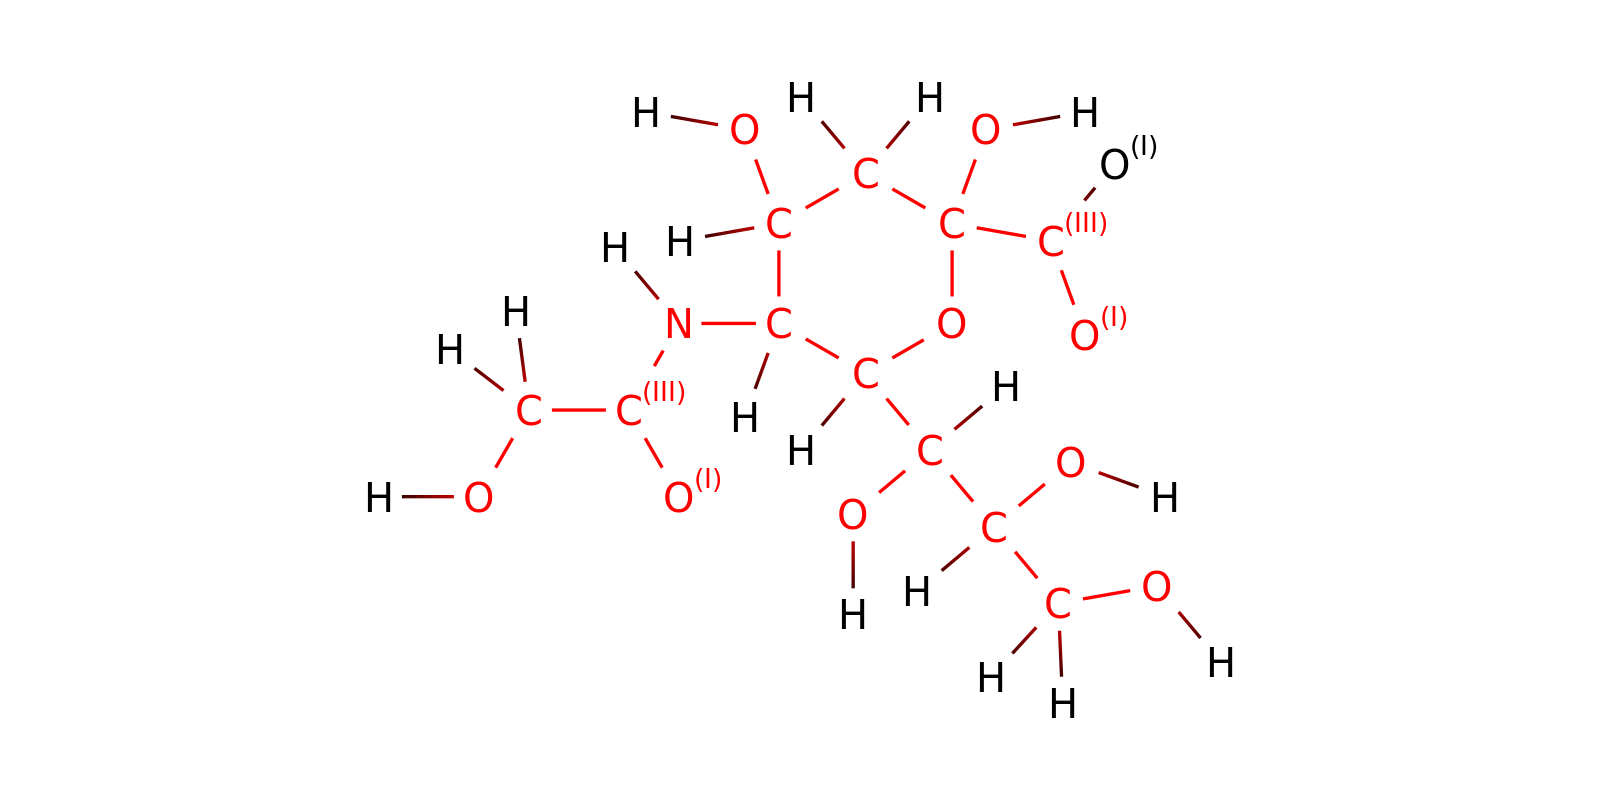 H H
H O O H
O(I)
C
C C C(III)
H H
H N C O O(I)
H
H C H
C C(III) H
H C
H O O(I) O
O C H
H H
C O
H
H
H